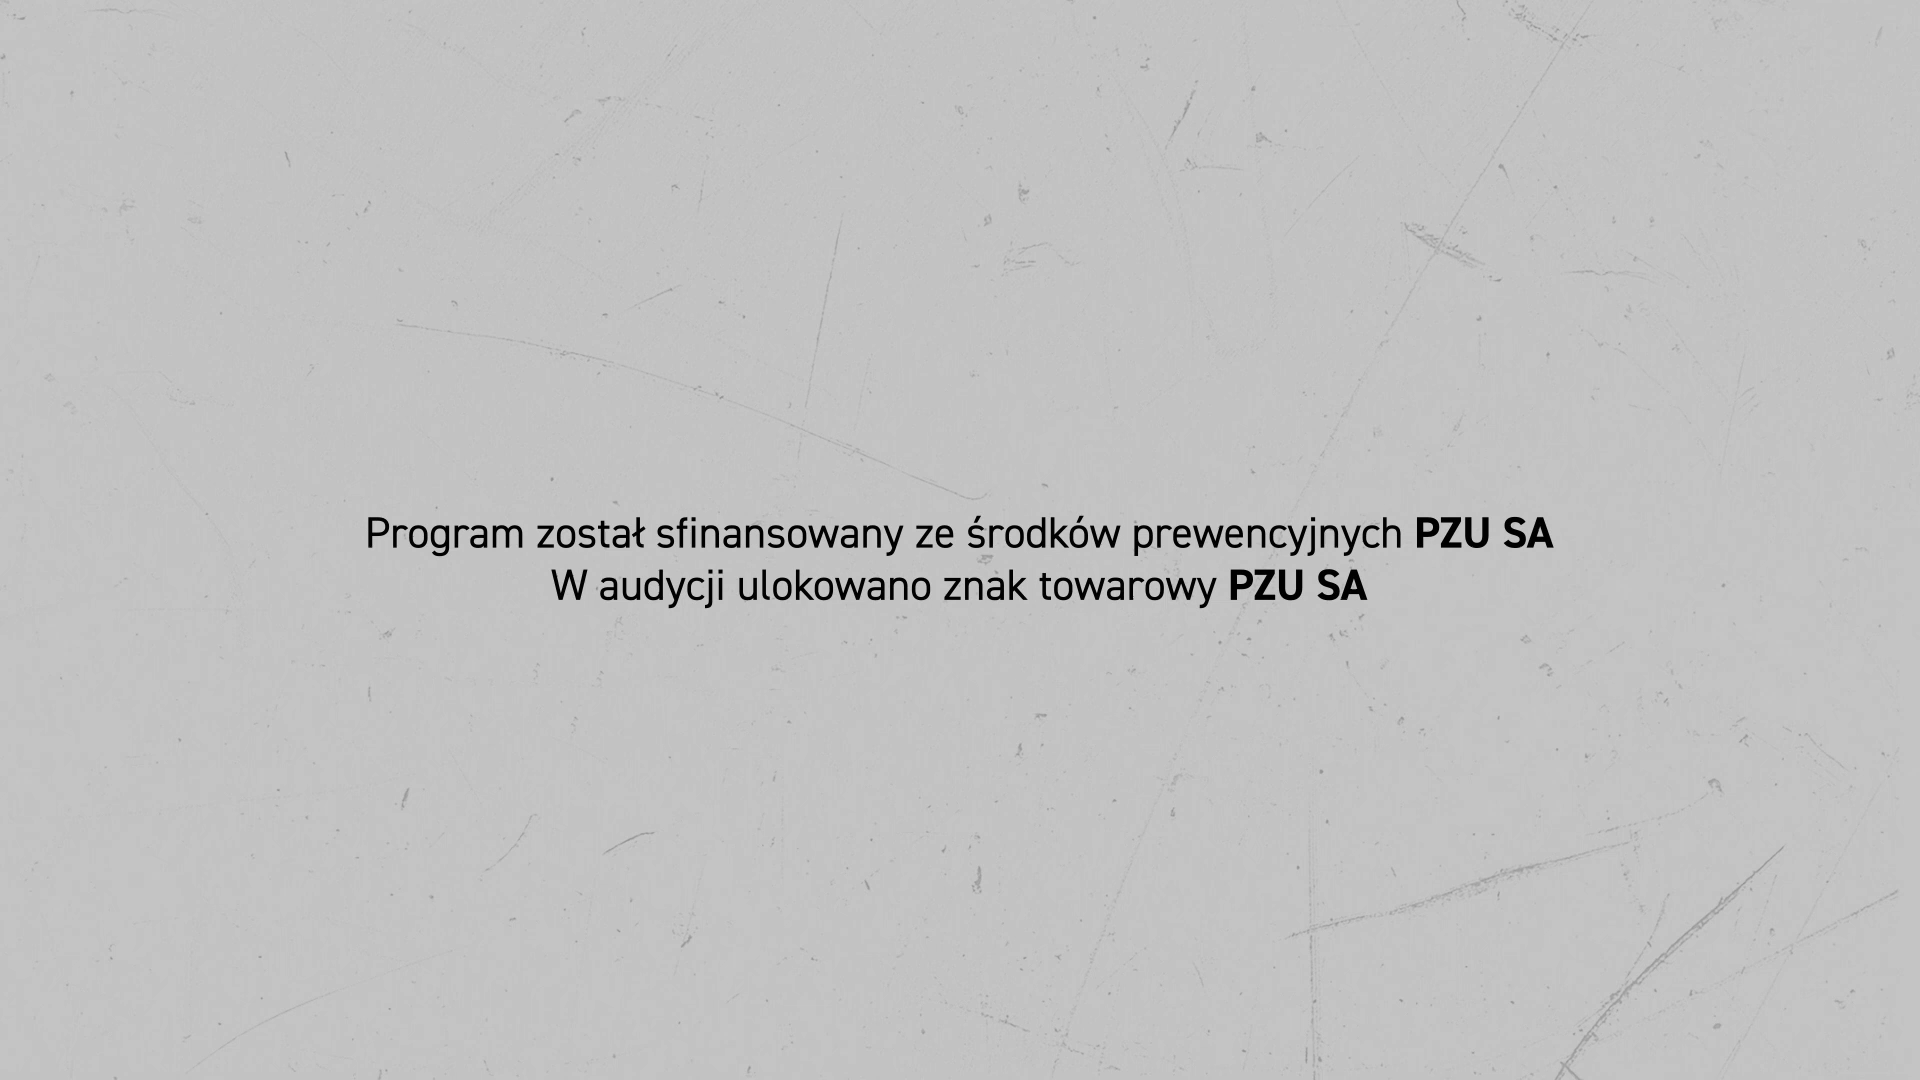 Program został sfinansowany ze środków prewencyjnych PZU SA
W audycji ulokowano znak towarowy PZU SA